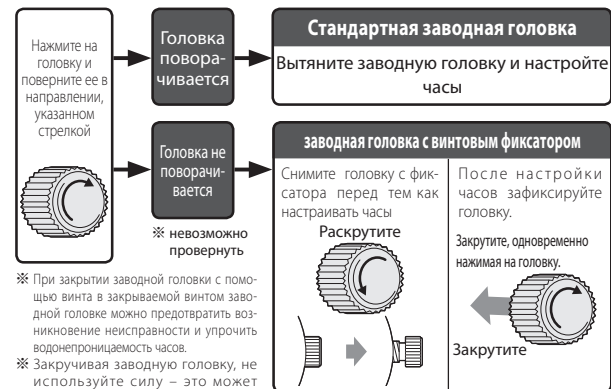 Нажмите на
головку и
поверните ее в
направлении,
указанном
стрелкой
Головка
повора-
чивается
Стандартная заводная головка
Вытяните заводную головку и настройте
часы
Головка не
поворачи-
вается
※ невозможно
провернуть
заводная головка с винтовым фиксатором
Снимите головку с фик-
сатора перед тем как
настраивать часы
Раскрутите
После настройки
часов зафиксируйте
головку.
Закрутите, одновременно
нажимая на головку.
Закрутите
※ При закрытии заводной головки с помо-
щью винта в закрываемой винтом заво-
дной головке можно предотвратить воз-
никновение неисправности и упрочить
водонепроницаемость часов.
※ Закручивая заводную головку, не
используйте силу – это может